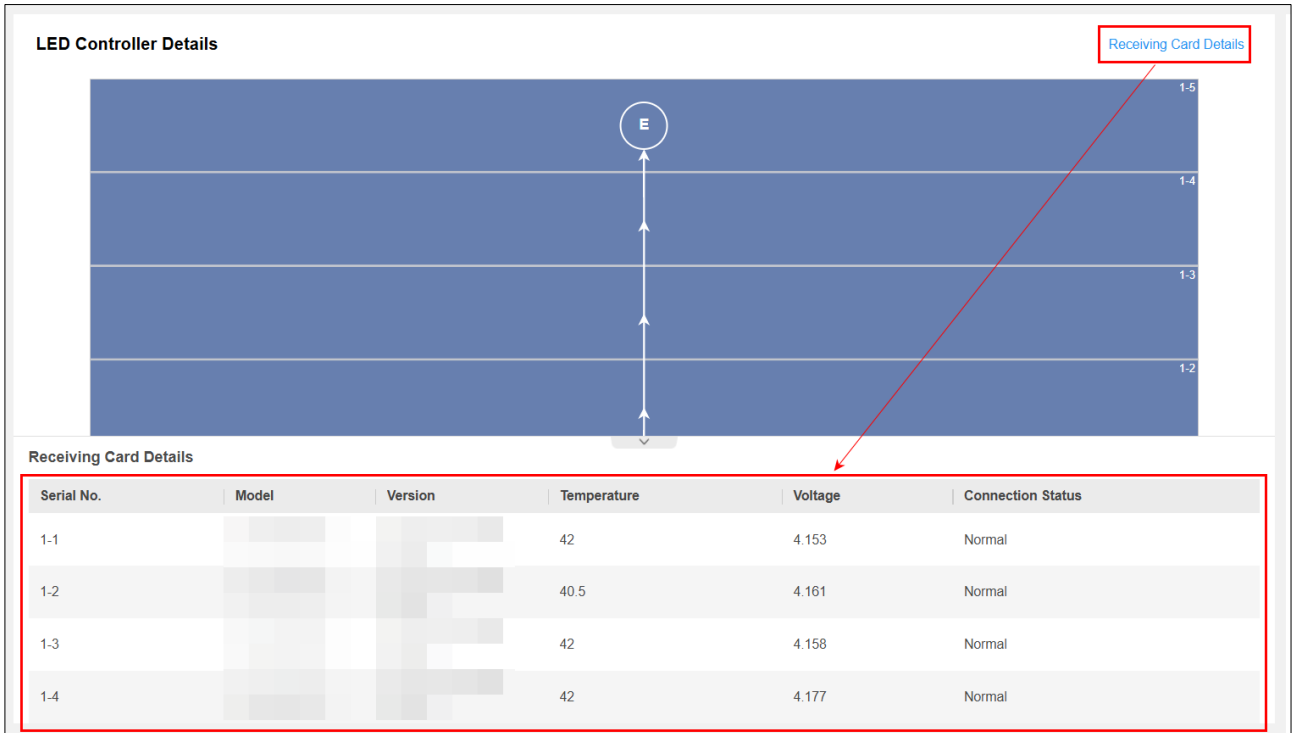 LED Controller Details
Receiving Card Details
1-5
E
1-4
1-3
1-2
Receiving Card Details
Serial No. Model Version Temperature Voltage Connection Status
1-1 42 4.153 Normal
1-2 40.5 4.161 Normal
1-3 42 4.158 Normal
1-4 42 4.177 Normal